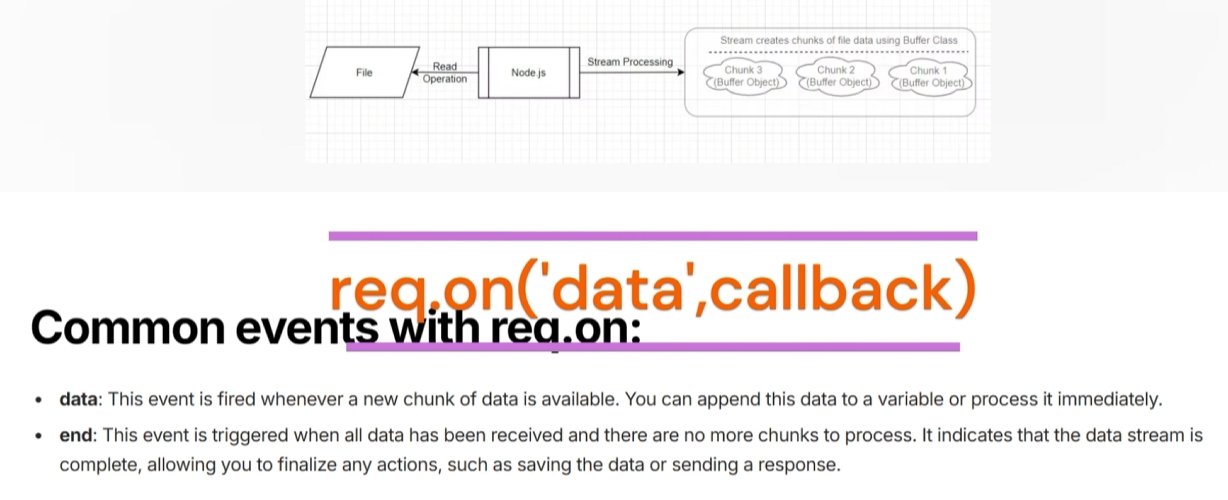 Stream creates chunks of file data using Buffer Class
File
Read
Operation
Node.js
Stream Processing
Chunk 3
(Buffer Object)
Chunk 2
(Buffer Object)
Chunk 1
(Buffer Object)
req.on('data',callback)
Common events with req.on:
• data: This event is fired whenever a new chunk of data is available. You can append this data to a variable or process it immediately.
• end: This event is triggered when all data has been received and there are no more chunks to process. It indicates that the data stream is
complete, allowing you to finalize any actions, such as saving the data or sending a response.